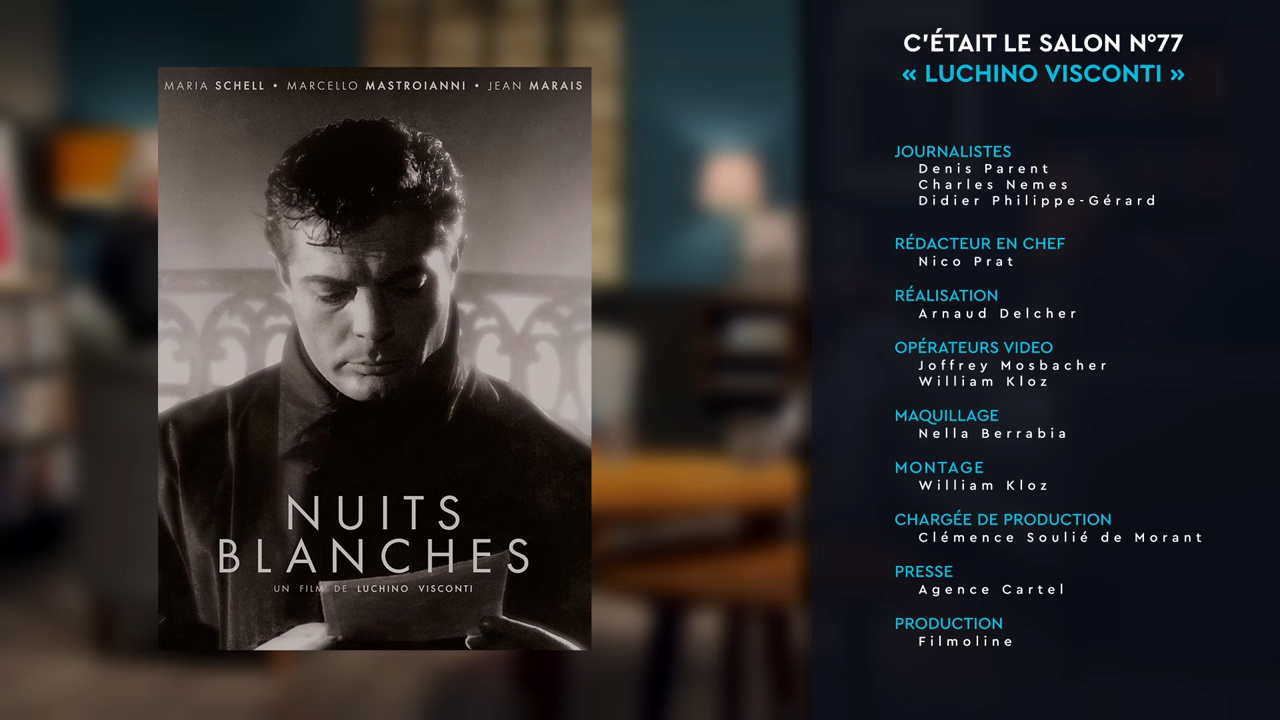 MARIA SCHELL • MARCELLO MASTROIANNI • JEAN MARAIS
NUITS
BLANCHES
UN FILM DE LUCHINO VISCONTI
C'ÉTAIT LE SALON N°77
« LUCHINO VISCONTI »
JOURNALISTES
Denis Parent
Charles Nemes
Didier Philippe-Gérard
RÉDACTEUR EN CHEF
Nico Prat
RÉALISATION
Arnaud Delcher
OPÉRATEURS VIDEO
Joffrey Mosbacher
William Kloz
MAQUILLAGE
Nella Berrabia
MONTAGE
William Kloz
CHARGÉE DE PRODUCTION
Clémence Soulié de Morant
PRESSE
Agence Cartel
PRODUCTION
Filmoline